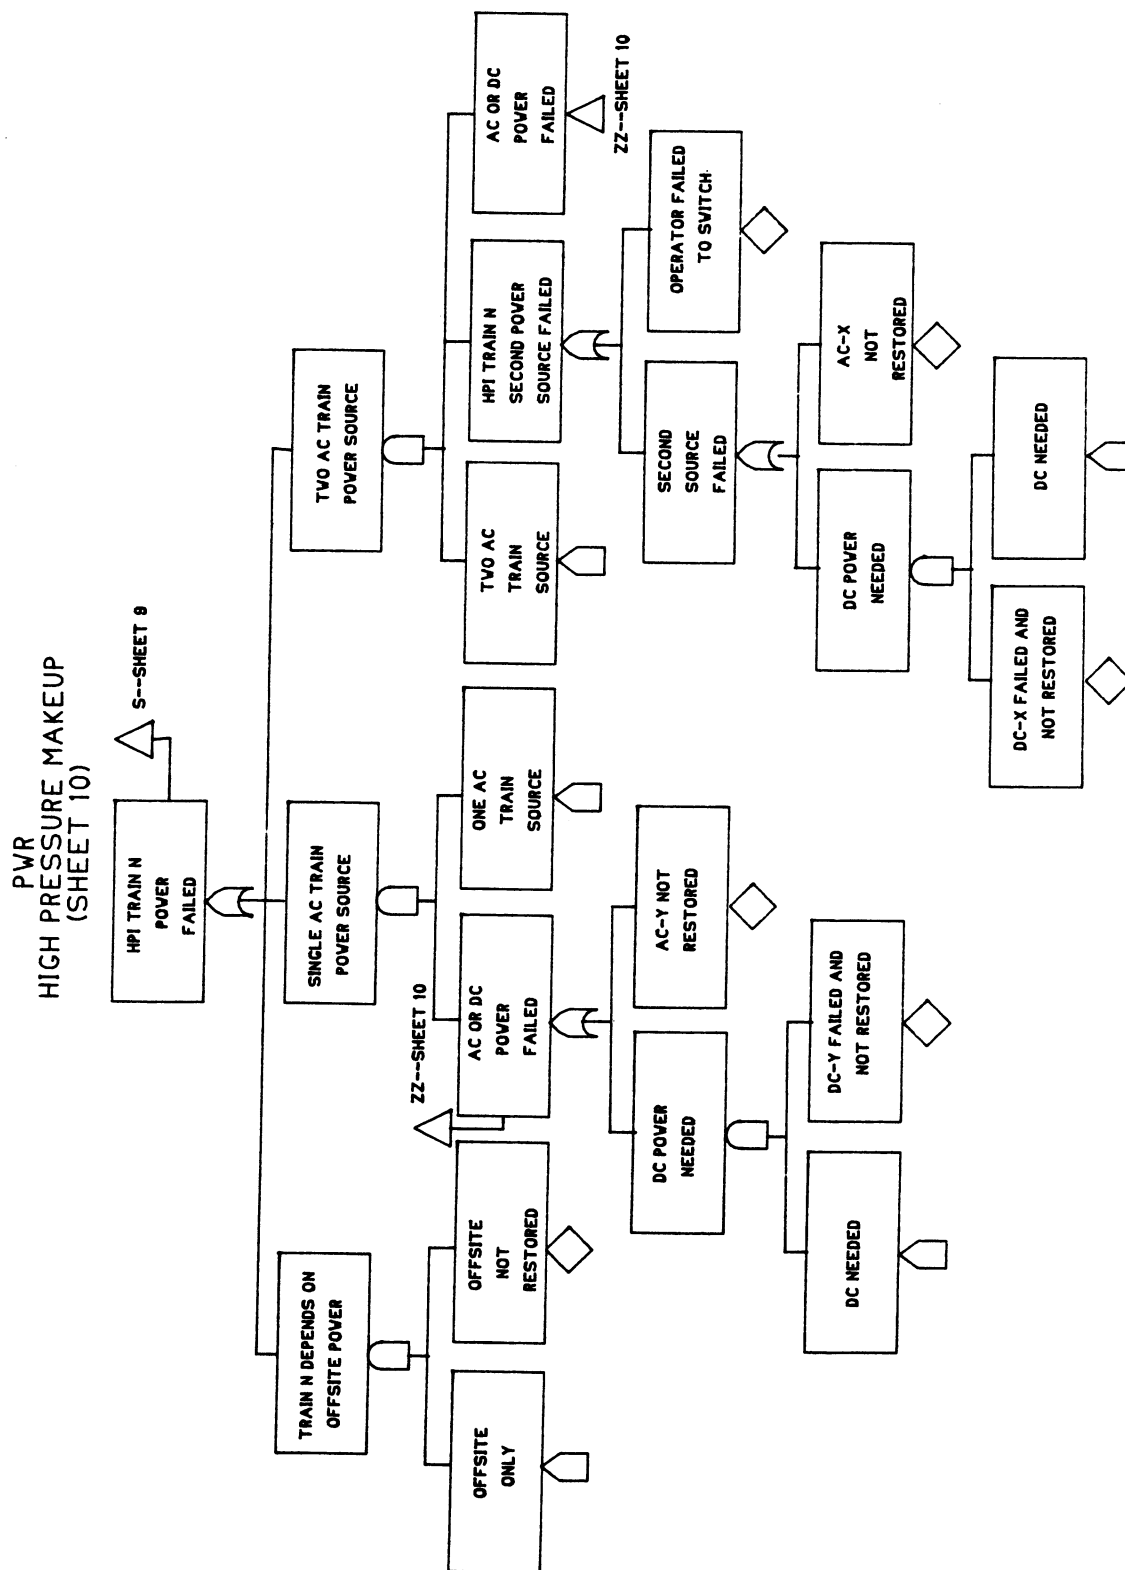 PWR
HIGH PRESSURE MAKEUP
(SHEET 10)
HPI TRAIN N
POWER
FAILED
S--SHEET 9
TRAIN N DEPENDS ON
OFFSITE POWER
SINGLE AC TRAIN
POWER SOURCE
TWO AC TRAIN
POWER SOURCE
OFFSITE
ONLY
OFFSITE
NOT
RESTORED
ZZ--SHEET 10
AC OR DC
POWER
FAILED
ONE AC
TRAIN
SOURCE
TWO AC
TRAIN
SOURCE
HPI TRAIN N
SECOND POWER
SOURCE FAILED
AC OR DC
POWER
FAILED
ZZ--SHEET 10
DC POWER
NEEDED
AC-Y NOT
RESTORED
SECOND
SOURCE
FAILED
OPERATOR FAILED
TO SWITCH
DC NEEDED
DC-Y FAILED AND
NOT RESTORED
DC POWER
NEEDED
AC-X
NOT
RESTORED
DC-X FAILED AND
NOT RESTORED
DC NEEDED